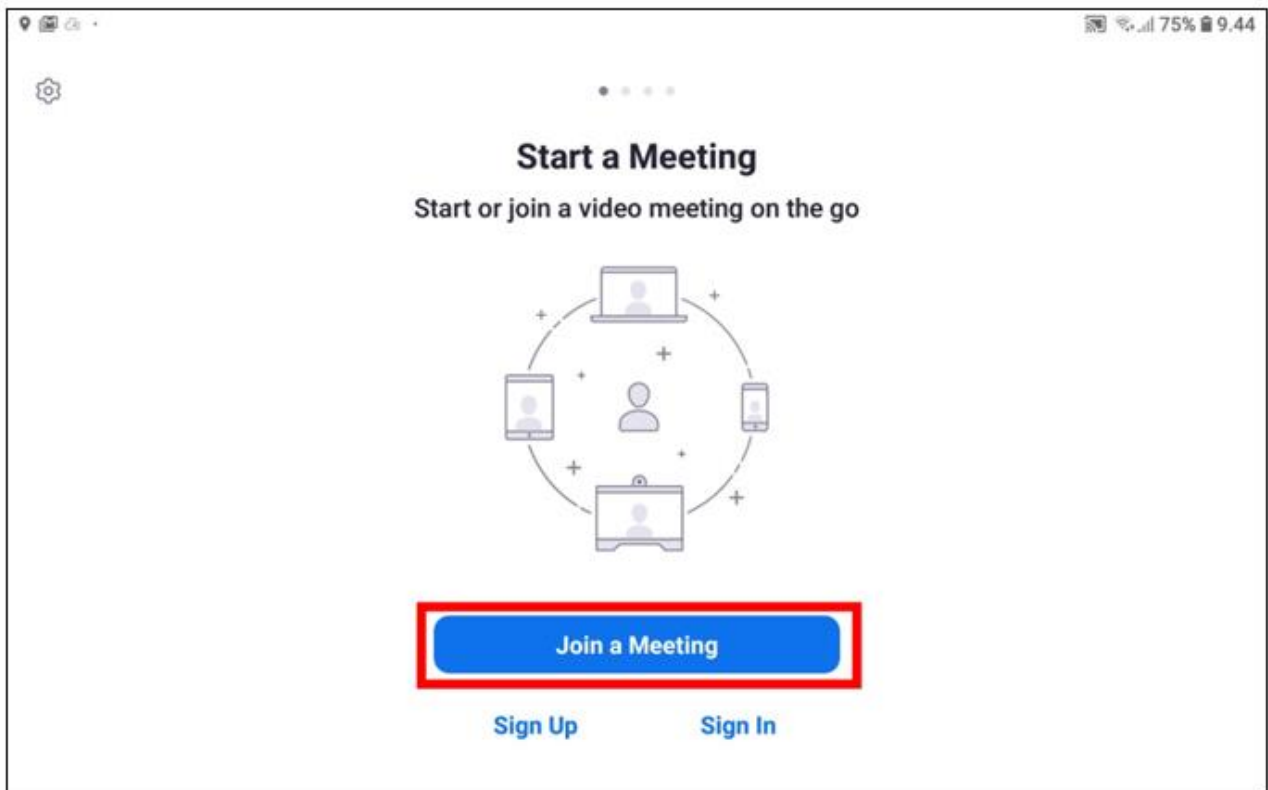 75% 9.44
Start a Meeting
Start or join a video meeting on the go
Join a Meeting
Sign Up Sign In